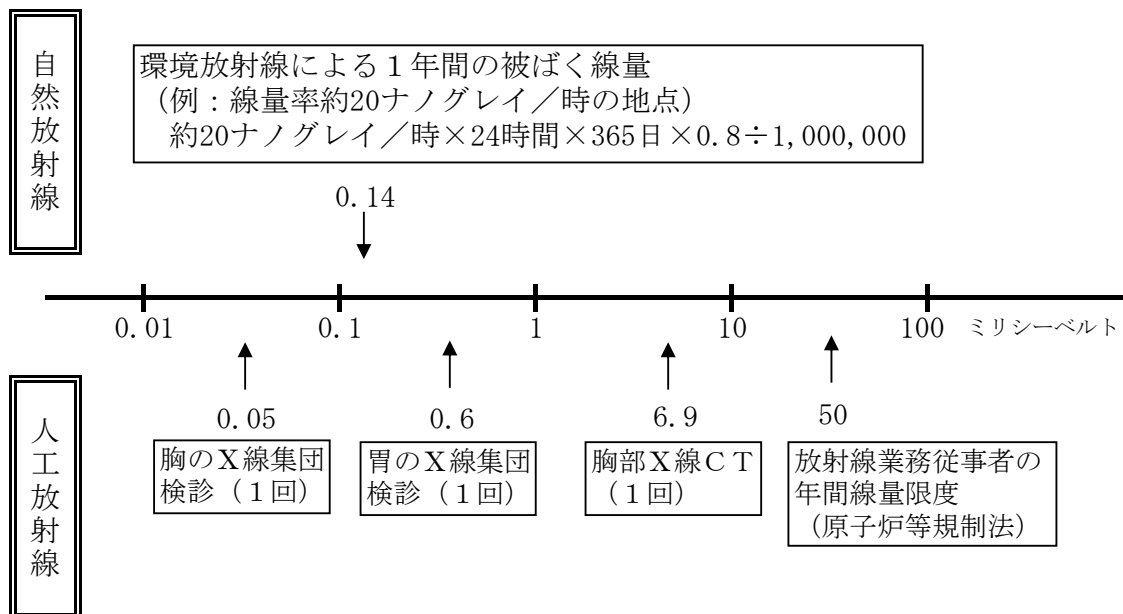 自然放射線
環境放射線による１年間の被ばく線量
（例：線量率約20ナノグレイ／時の地点）
約20ナノグレイ／時×24時間×365日×0.8÷1,000,000
0.14
0.01
0.1
1
10
100
ミリシーベルト
人工放射線
0.05
胸のＸ線集団
検診（１回）
0.6
胃のＸ線集団
検診（１回）
6.9
胸部Ｘ線ＣＴ
（１回）
50
放射線業務従事者の
年間線量限度
（原子炉等規制法）